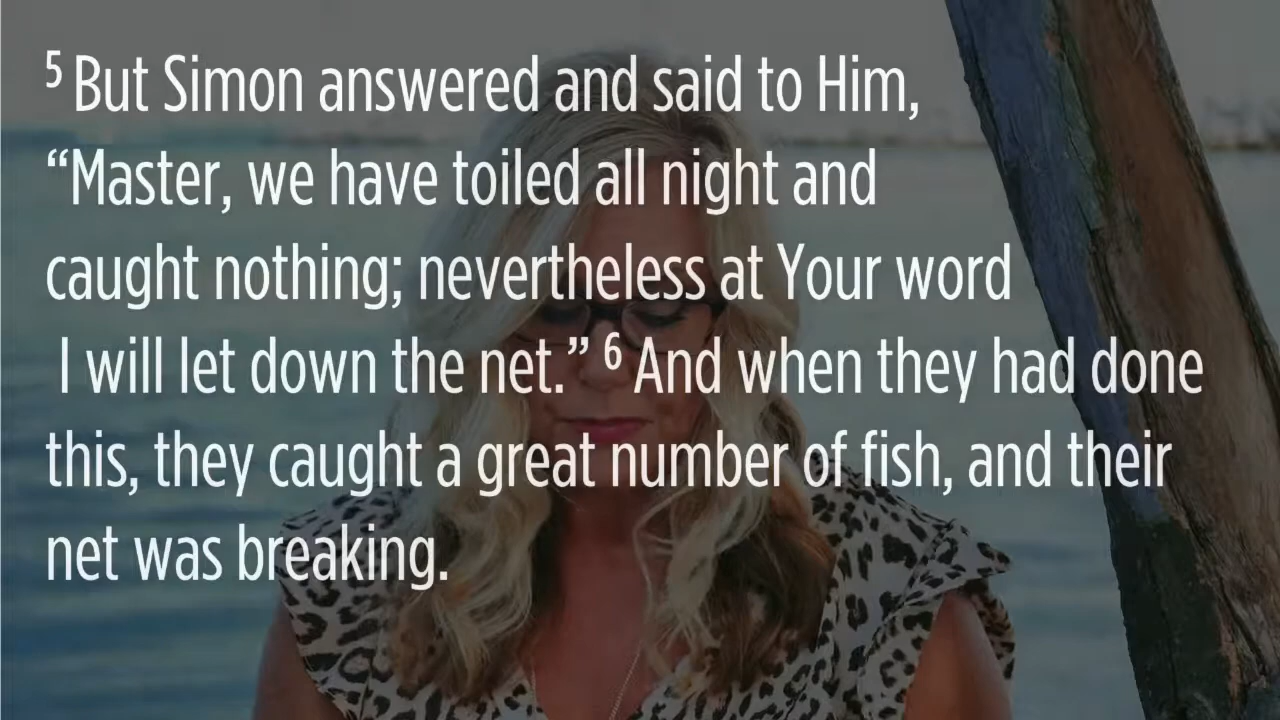 ⁵ But Simon answered and said to Him,
“Master, we have toiled all night and
caught nothing; nevertheless at Your word
I will let down the net.” ⁶ And when they had done
this, they caught a great number of fish, and their
net was breaking.